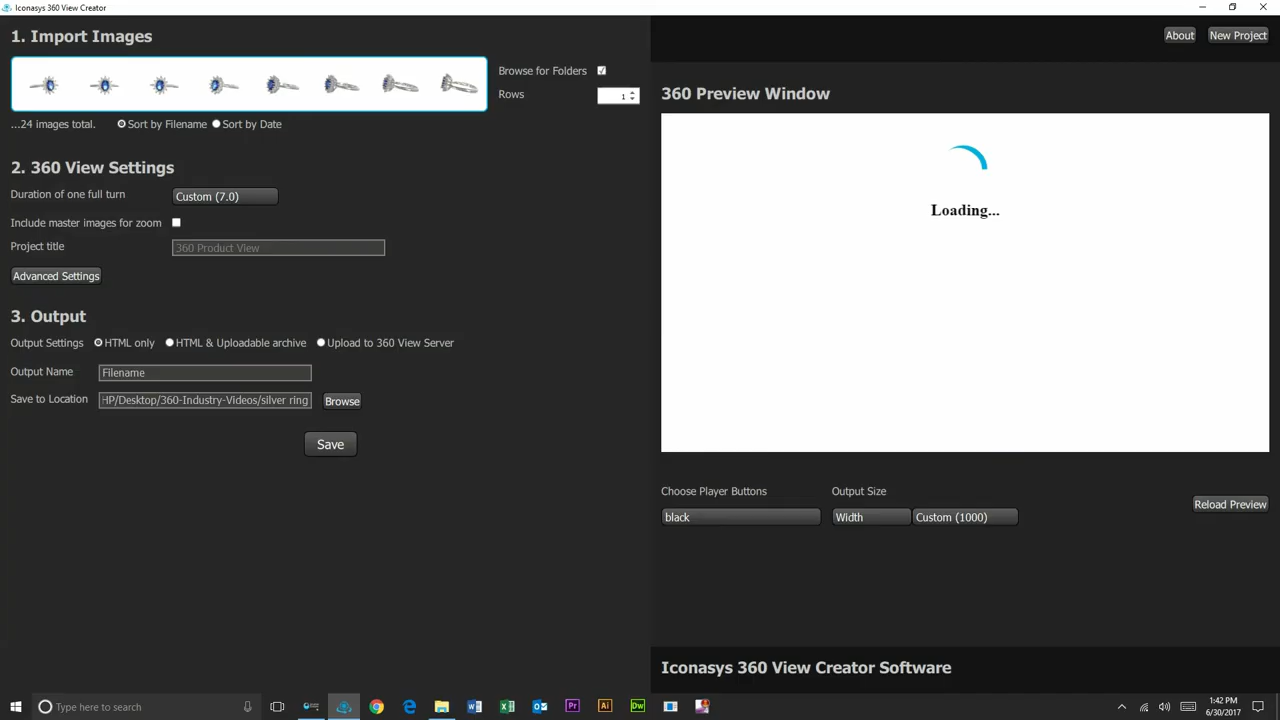 Iconasys 360 View Creator
1. Import Images
Browse for Folders
Rows
1
...24 images total.
Sort by Filename
Sort by Date
2. 360 View Settings
Duration of one full turn
Custom (7.0)
Include master images for zoom
Project title
360 Product View
Advanced Settings
3. Output
Output Settings
HTML only
HTML & Uploadable archive
Upload to 360 View Server
Output Name
Filename
Save to Location
HP/Desktop/360-Industry-Videos/silver ring
Browse
Save
About
New Project
360 Preview Window
Loading...
Choose Player Buttons
Output Size
black
Width
Custom (1000)
Reload Preview
Iconasys 360 View Creator Software
Type here to search
Pr
Ai
Dw
1:42 PM
6/30/2017